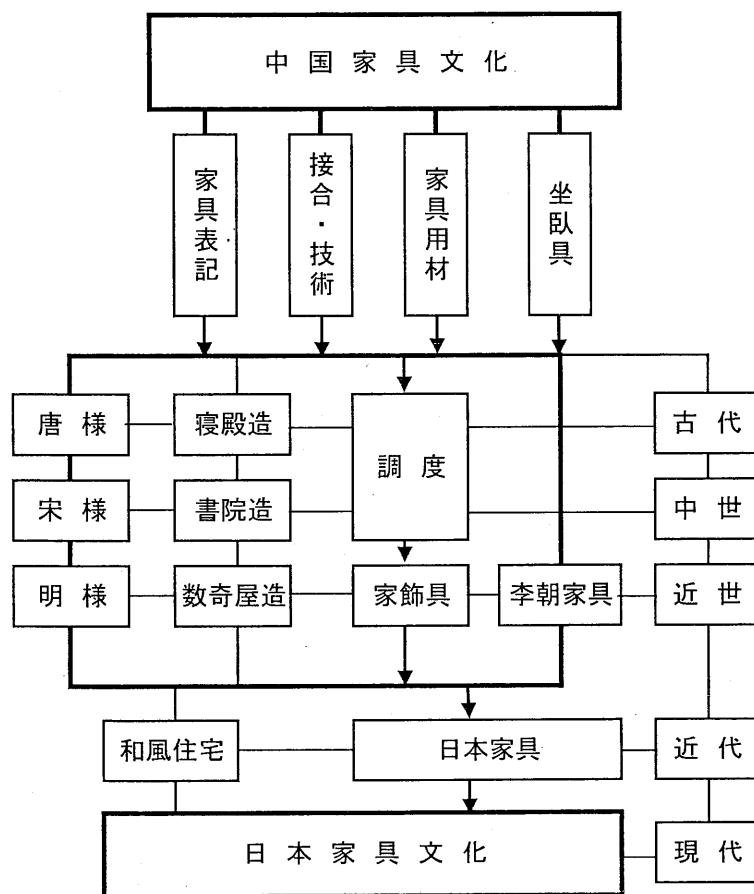 中国家具文化
家具表記
接合・技術
家具用材
坐臥具
唐様
寝殿造
調度
古代
宋様
書院造
中世
明様
数奇屋造
家飾具
李朝家具
近世
和風住宅
日本家具
近代
日本家具文化
現代